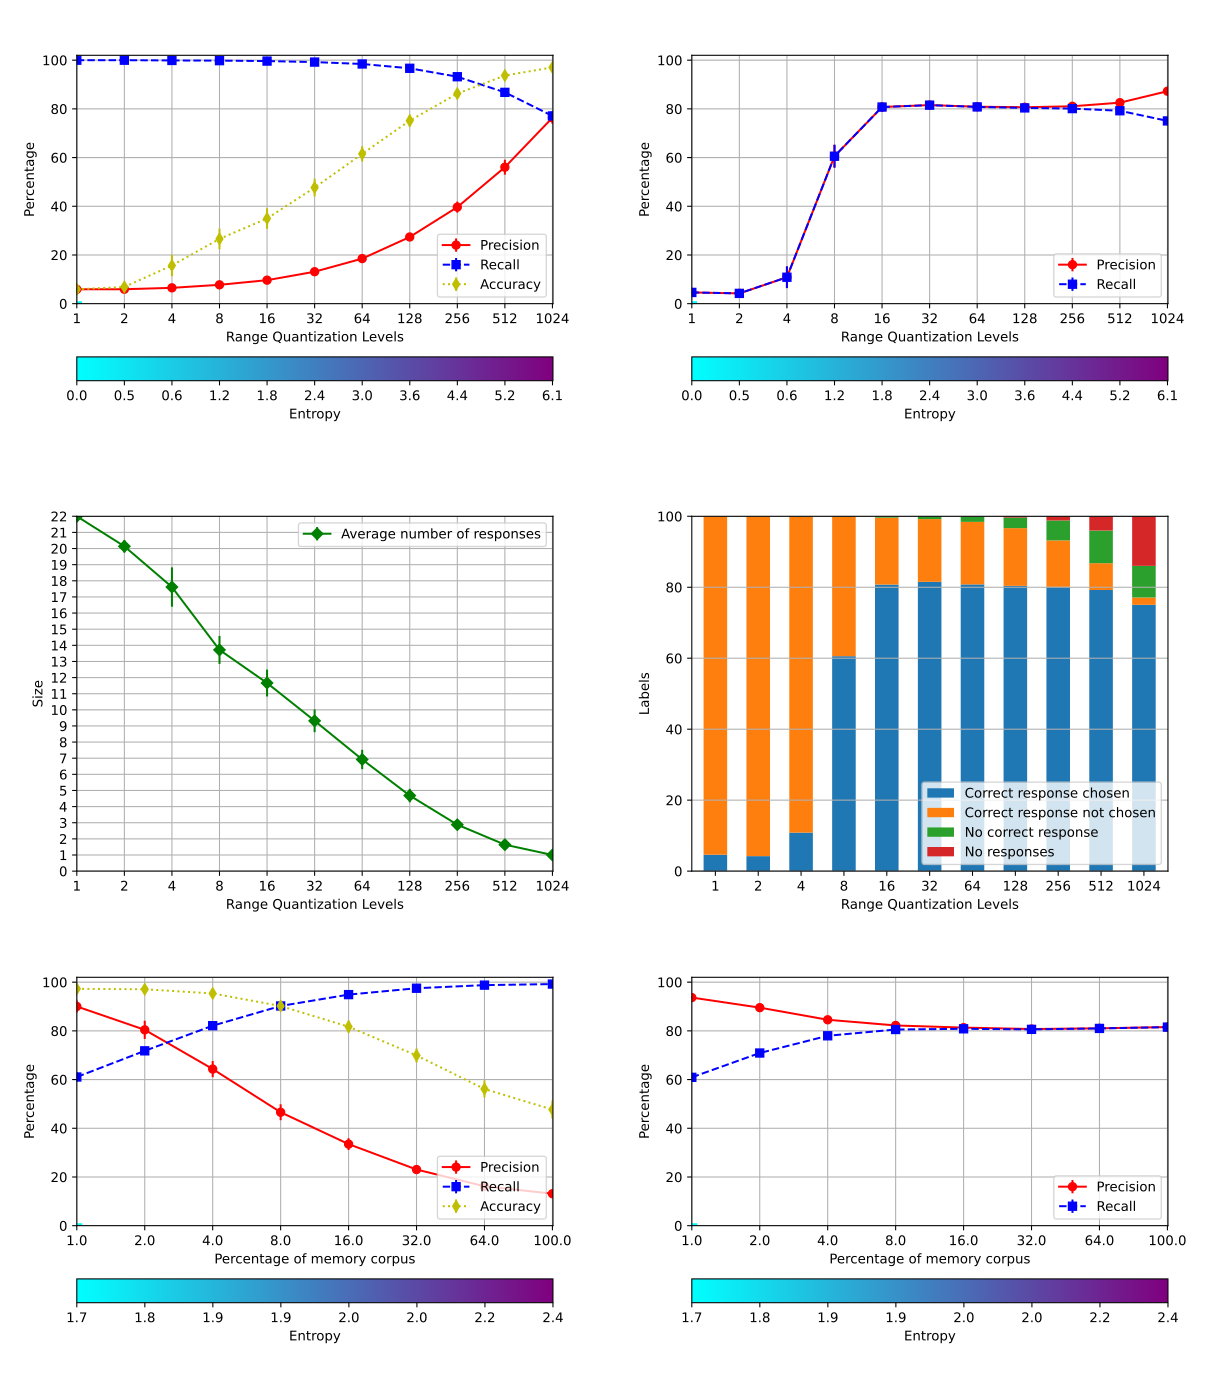 100
80
60
40
20
0
Percentage
Precision
Recall
Accuracy
1 2 4 8 16 32 64 128 256 512 1024
Range Quantization Levels
0.0 0.5 0.6 1.2 1.8 2.4 3.0 3.6 4.4 5.2 6.1
Entropy
100
80
60
40
20
0
Percentage
Precision
Recall
1 2 4 8 16 32 64 128 256 512 1024
Range Quantization Levels
0.0 0.5 0.6 1.2 1.8 2.4 3.0 3.6 4.4 5.2 6.1
Entropy
22
21
20
19
18
17
16
15
14
13
12
11
10
9
8
7
6
5
4
3
2
1
0
Size
Average number of responses
1 2 4 8 16 32 64 128 256 512 1024
Range Quantization Levels
100
80
60
40
20
0
Labels
Correct response chosen
Correct response not chosen
No correct response
No responses
1 2 4 8 16 32 64 128 256 512 1024
Range Quantization Levels
100
80
60
40
20
0
Percentage
Precision
Recall
Accuracy
1.0 2.0 4.0 8.0 16.0 32.0 64.0 100.0
Percentage of memory corpus
1.7 1.8 1.9 1.9 2.0 2.0 2.2 2.4
Entropy
100
80
60
40
20
0
Percentage
Precision
Recall
1.0 2.0 4.0 8.0 16.0 32.0 64.0 100.0
Percentage of memory corpus
1.7 1.8 1.9 1.9 2.0 2.0 2.2 2.4
Entropy